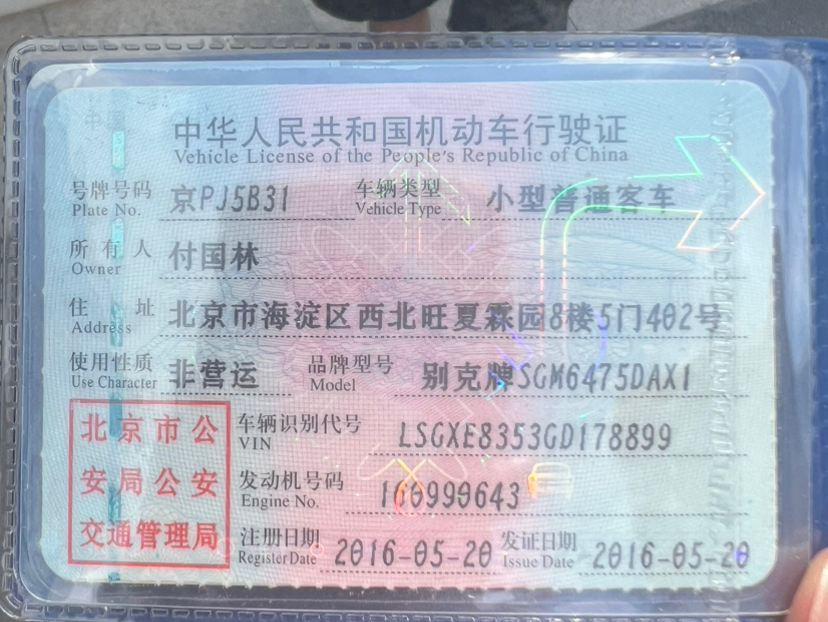 中华人民共和国机动车行驶证
Vehicle License of the People's Republic of China
号牌号码 京PJ5B31 车辆类型 小型普通客车
Plate No. Vehicle Type
所有人 付国林
Owner
住址 北京市海淀区西北旺夏霖园8楼5门402号
Address
使用性质 非营运 品牌型号 别克牌SGM6475DAX1
Use Character Model
北京市公
安局公安
交通管理局
车辆识别代号 LSGXE8353GD178899
VIN
发动机号码 160990643
Engine No.
注册日期 2016-05-20 发证日期 2016-05-20
Register Date Issue Date